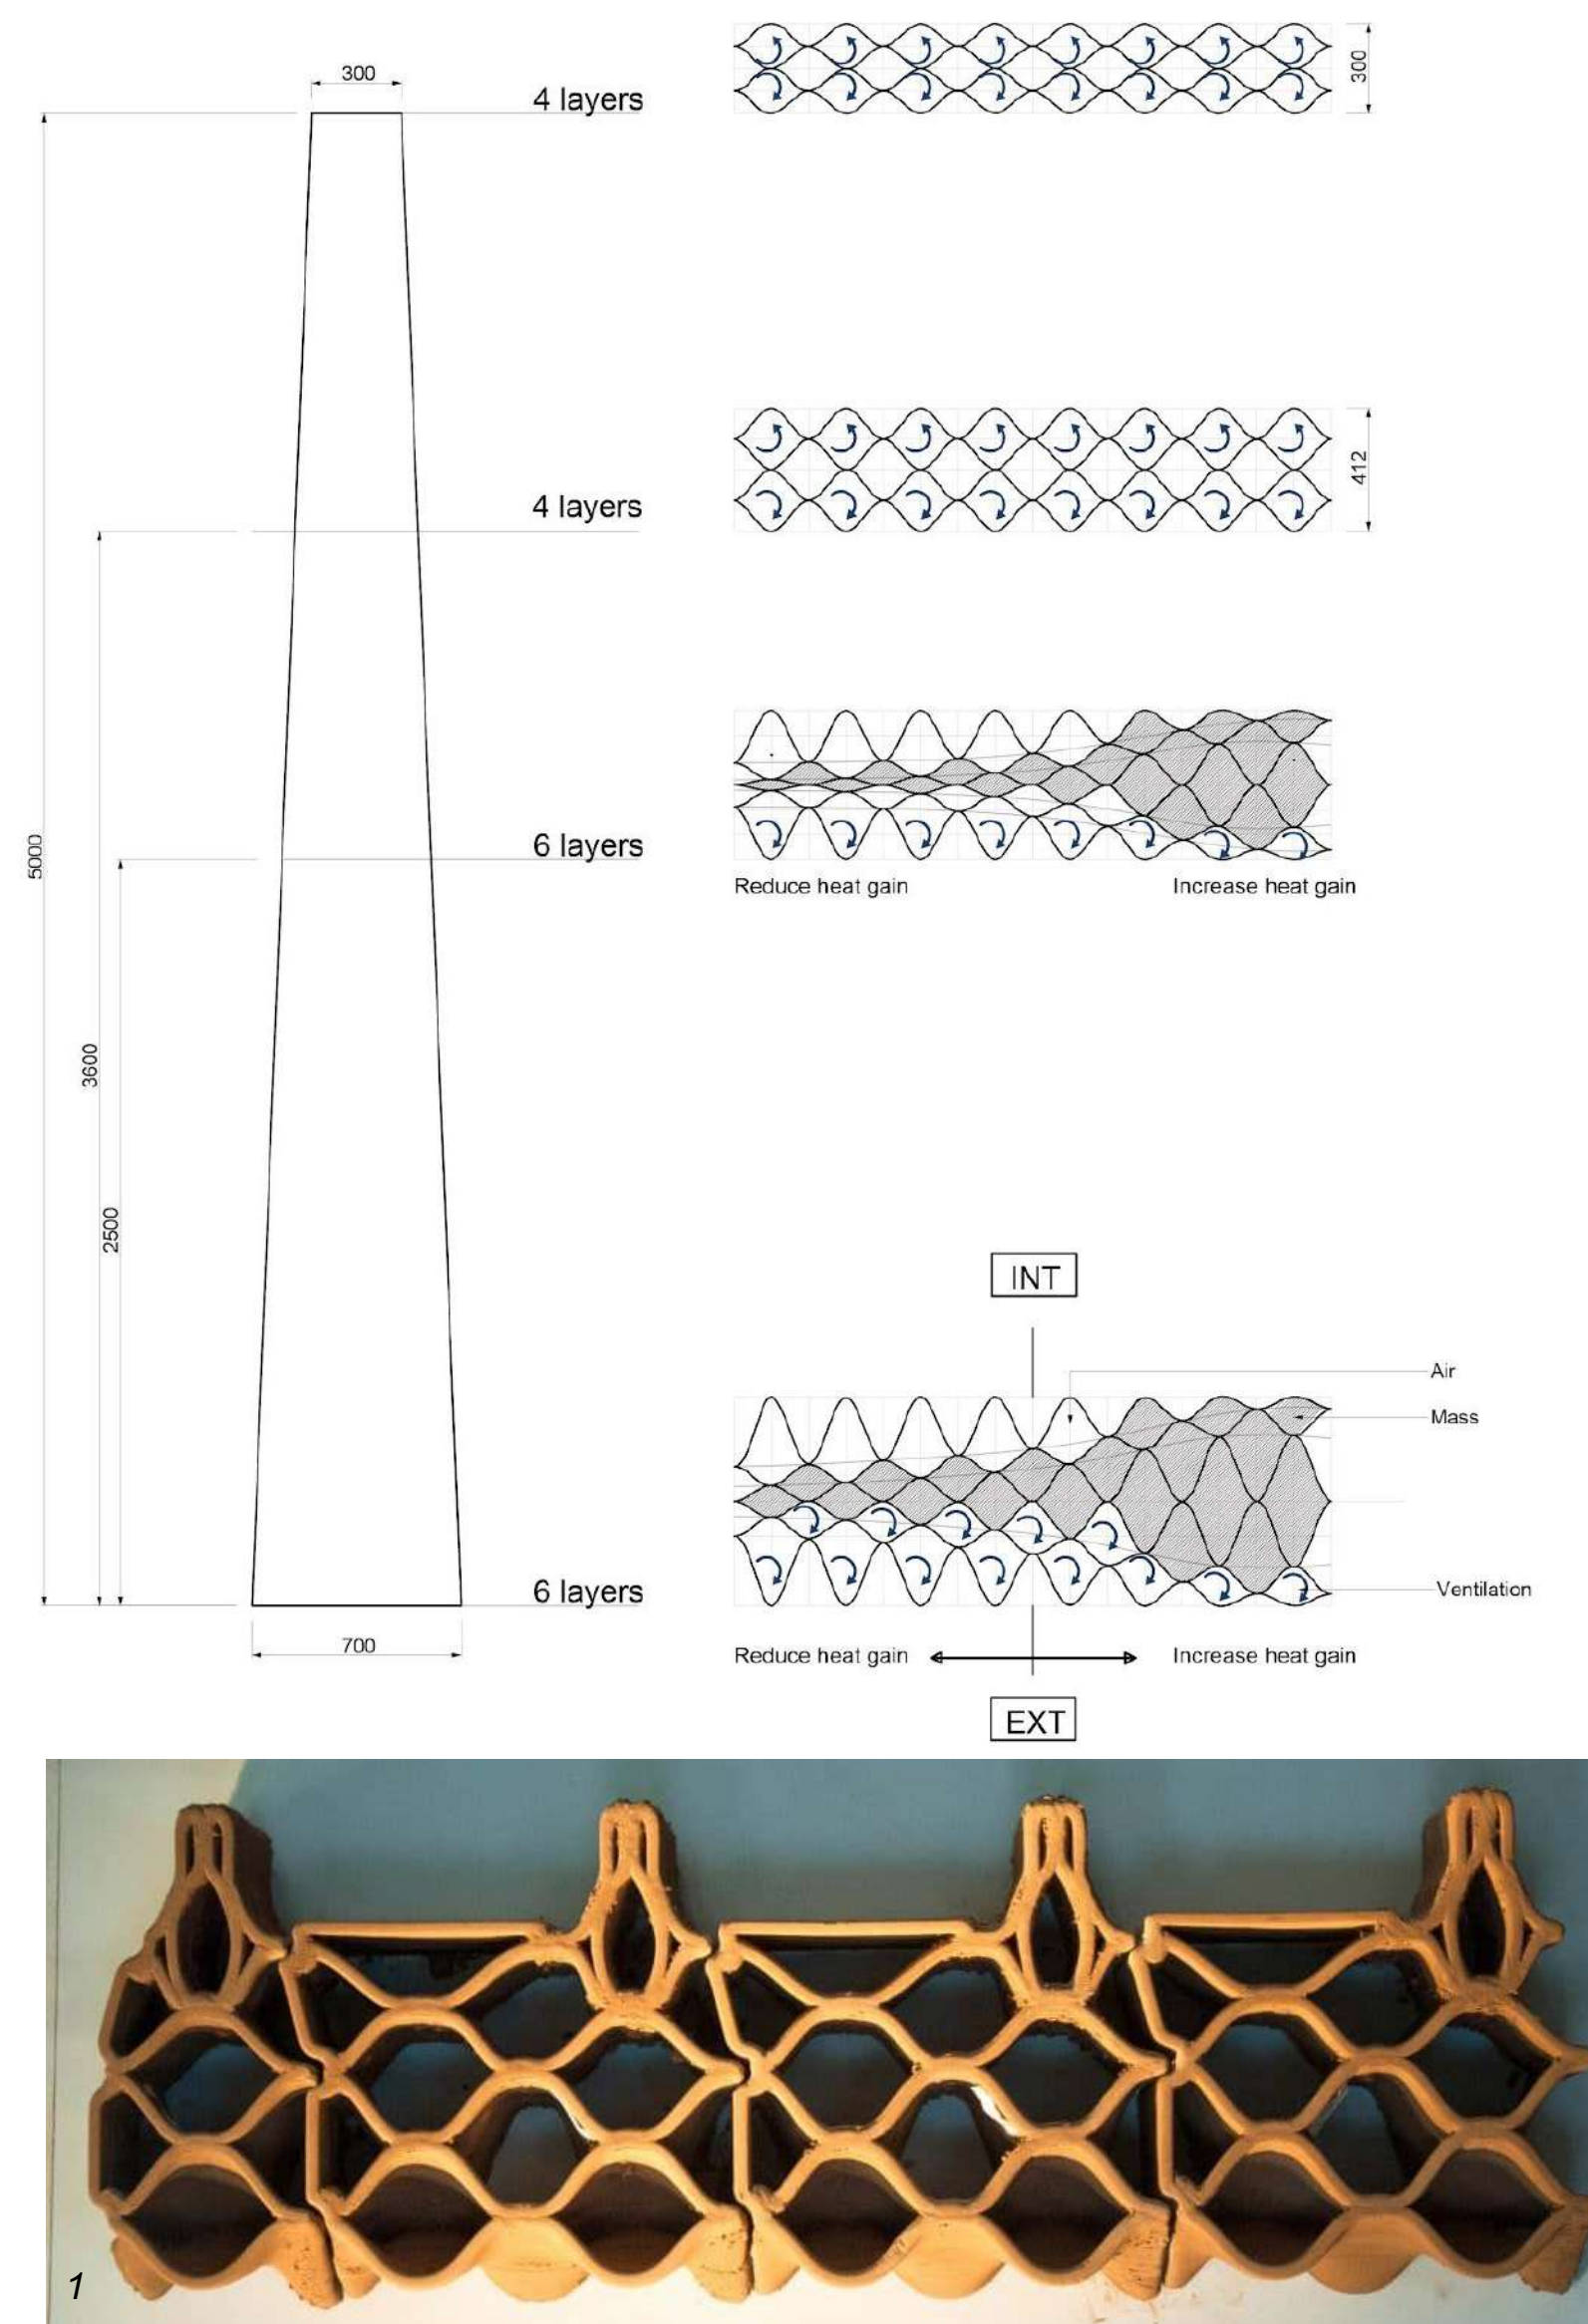 300
4 layers
300
412
4 layers
5000
6 layers
Reduce heat gain Increase heat gain
3600
2500
INT
Air
Mass
6 layers
Ventilation
700
Reduce heat gain Increase heat gain
EXT
1